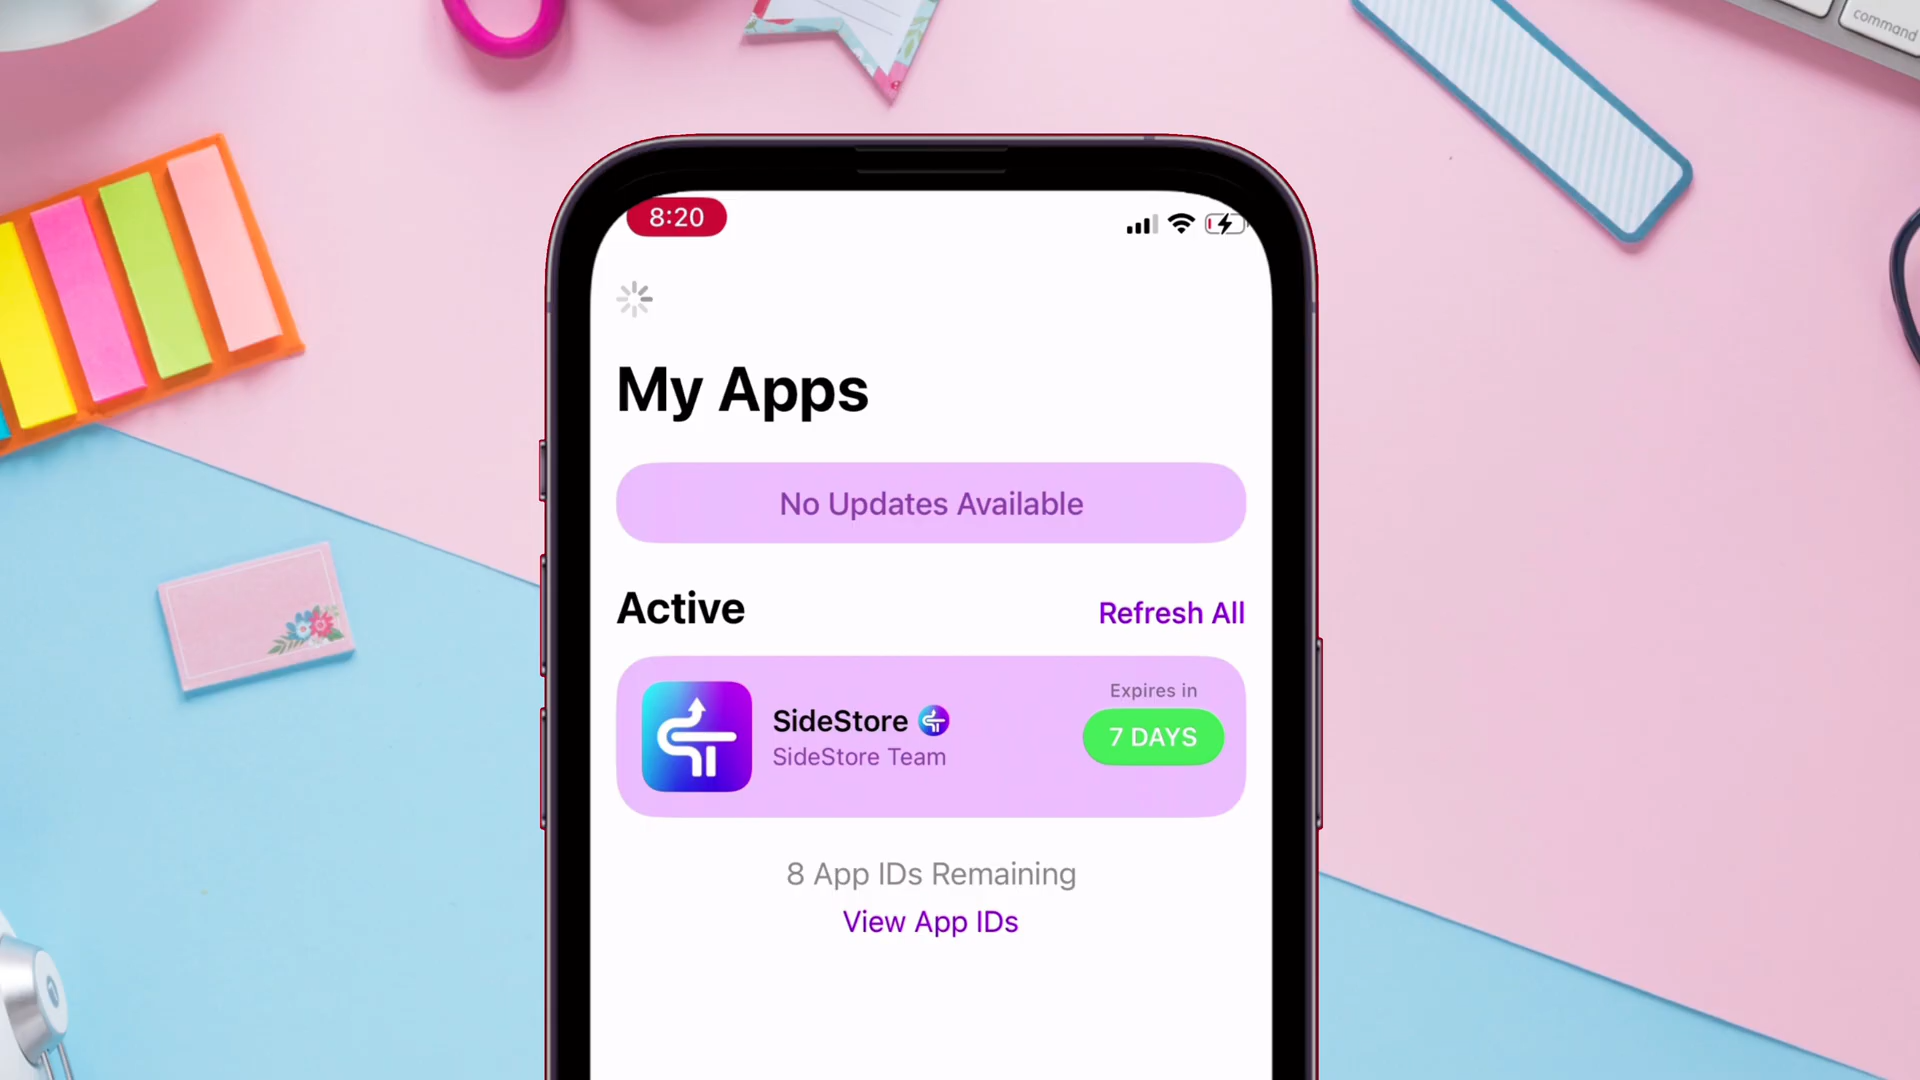 command
8:20
My Apps
No Updates Available
Active
Refresh All
Expires in
SideStore
7 DAYS
SideStore Team
8 App IDs Remaining
View App IDs